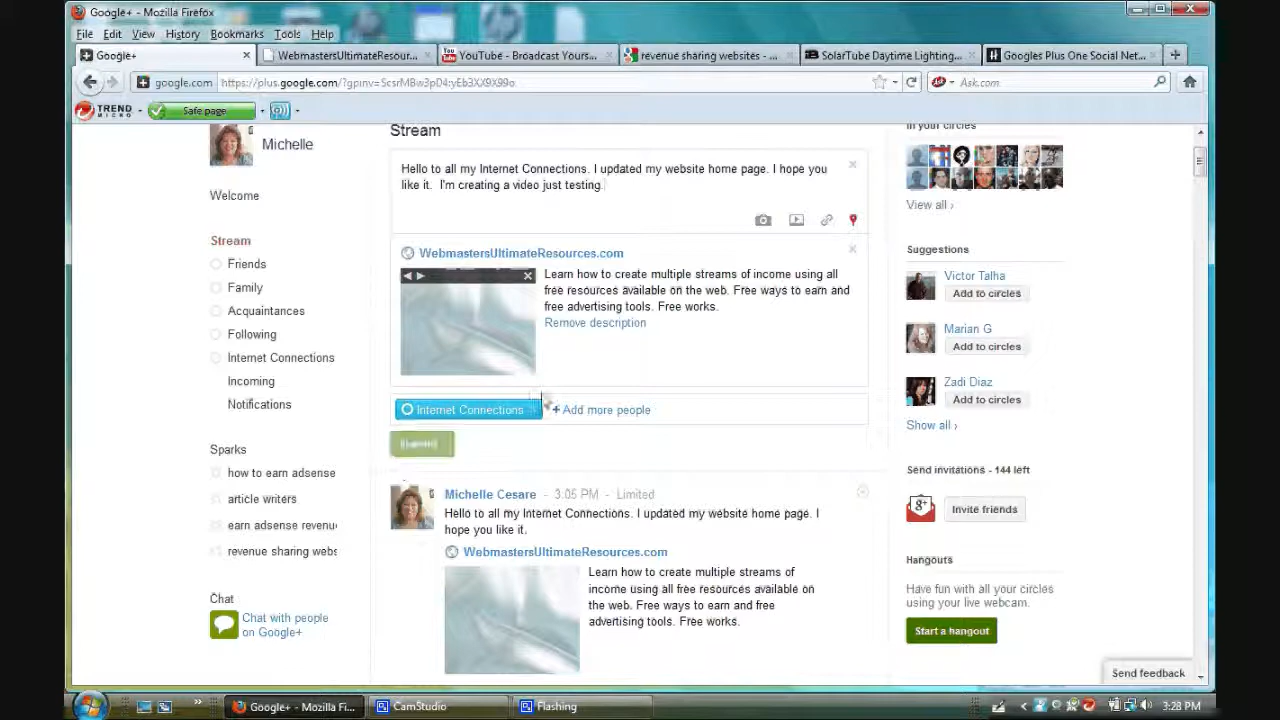 Google+ - Mozilla Firefox
File Edit View History Bookmarks Tools Help
Google+
WebmastersUltimateResour...
YouTube - Broadcast Yours...
revenue sharing websites - ...
SolarTube Daytime Lighting...
Googles Plus One Social Net...
google.com https://plus.google.com/
Ask.com
TREND MICRO
Safe page
Michelle
Welcome
Stream
Friends
Family
Acquaintances
Following
Internet Connections
Incoming
Notifications
Sparks
how to earn adsense
article writers
earn adsense revenu
revenue sharing webs
Chat
Chat with people
on Google+
Stream
Hello to all my Internet Connections. I updated my website home page. I hope you
like it. I'm creating a video just testing.
WebmastersUltimateResources.com
Learn how to create multiple streams of income using all
free resources available on the web. Free ways to earn and
free advertising tools. Free works.
Remove description
Internet Connections
+ Add more people
Michelle Cesare - 3:05 PM - Limited
Hello to all my Internet Connections. I updated my website home page. I
hope you like it.
WebmastersUltimateResources.com
Learn how to create multiple streams of
income using all free resources available on
the web. Free ways to earn and free
advertising tools. Free works.
In your circles
View all ›
Suggestions
Victor Talha
Add to circles
Marian G
Add to circles
Zadi Diaz
Add to circles
Show all ›
Send invitations - 144 left
g+
Invite friends
Hangouts
Have fun with all your circles
using your live webcam.
Start a hangout
Send feedback
Google+ - Mozilla Fi...
CamStudio
Flashing
3:28 PM